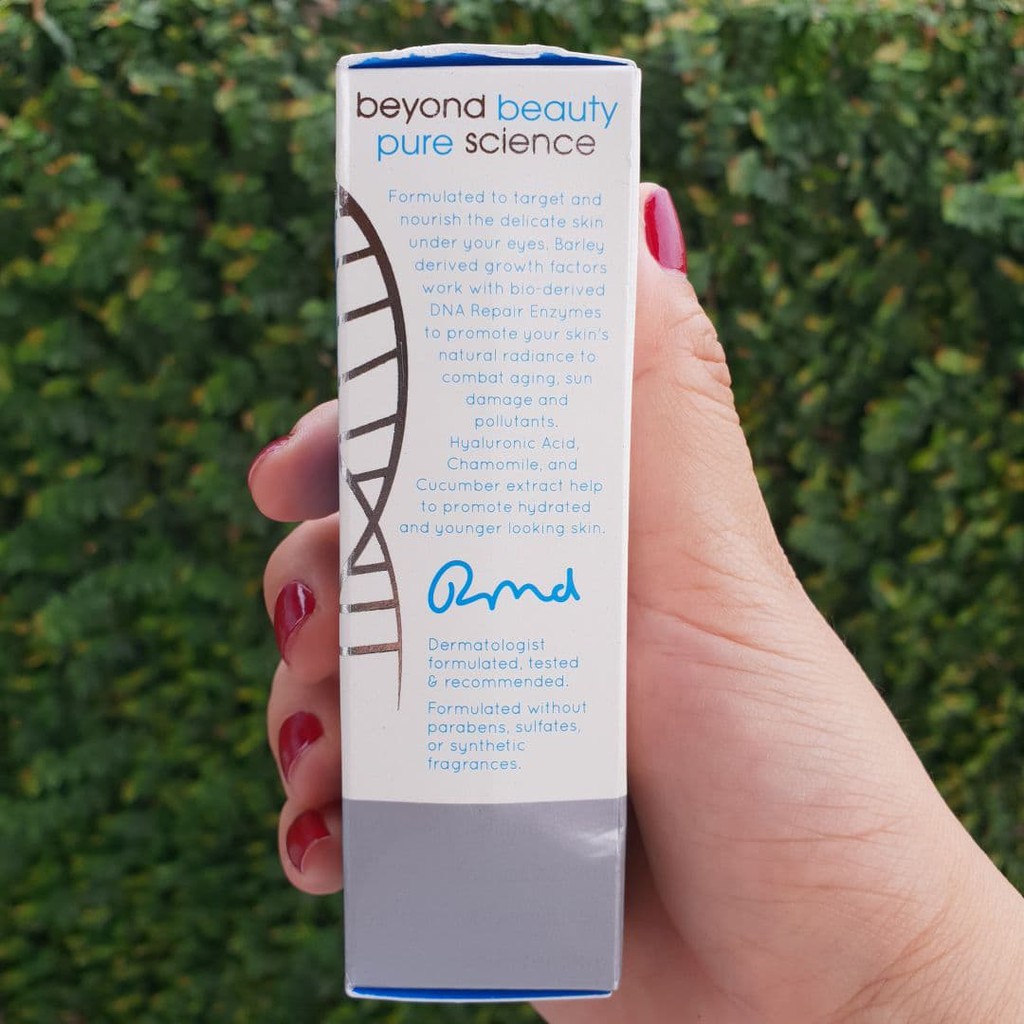 beyond beauty
pure science
Formulated to target and
nourish the delicate skin
under your eyes, Barley
derived growth factors
work with bio-derived
DNA Repair Enzymes
to promote your skin's
natural radiance to
combat aging, sun
damage and
pollutants.
Hyaluronic Acid,
Chamomile, and
Cucumber extract help
to promote hydrated
and younger looking skin.
Dermatologist
formulated, tested
& recommended.
Formulated without
parabens, sulfates,
or synthetic
fragrances.